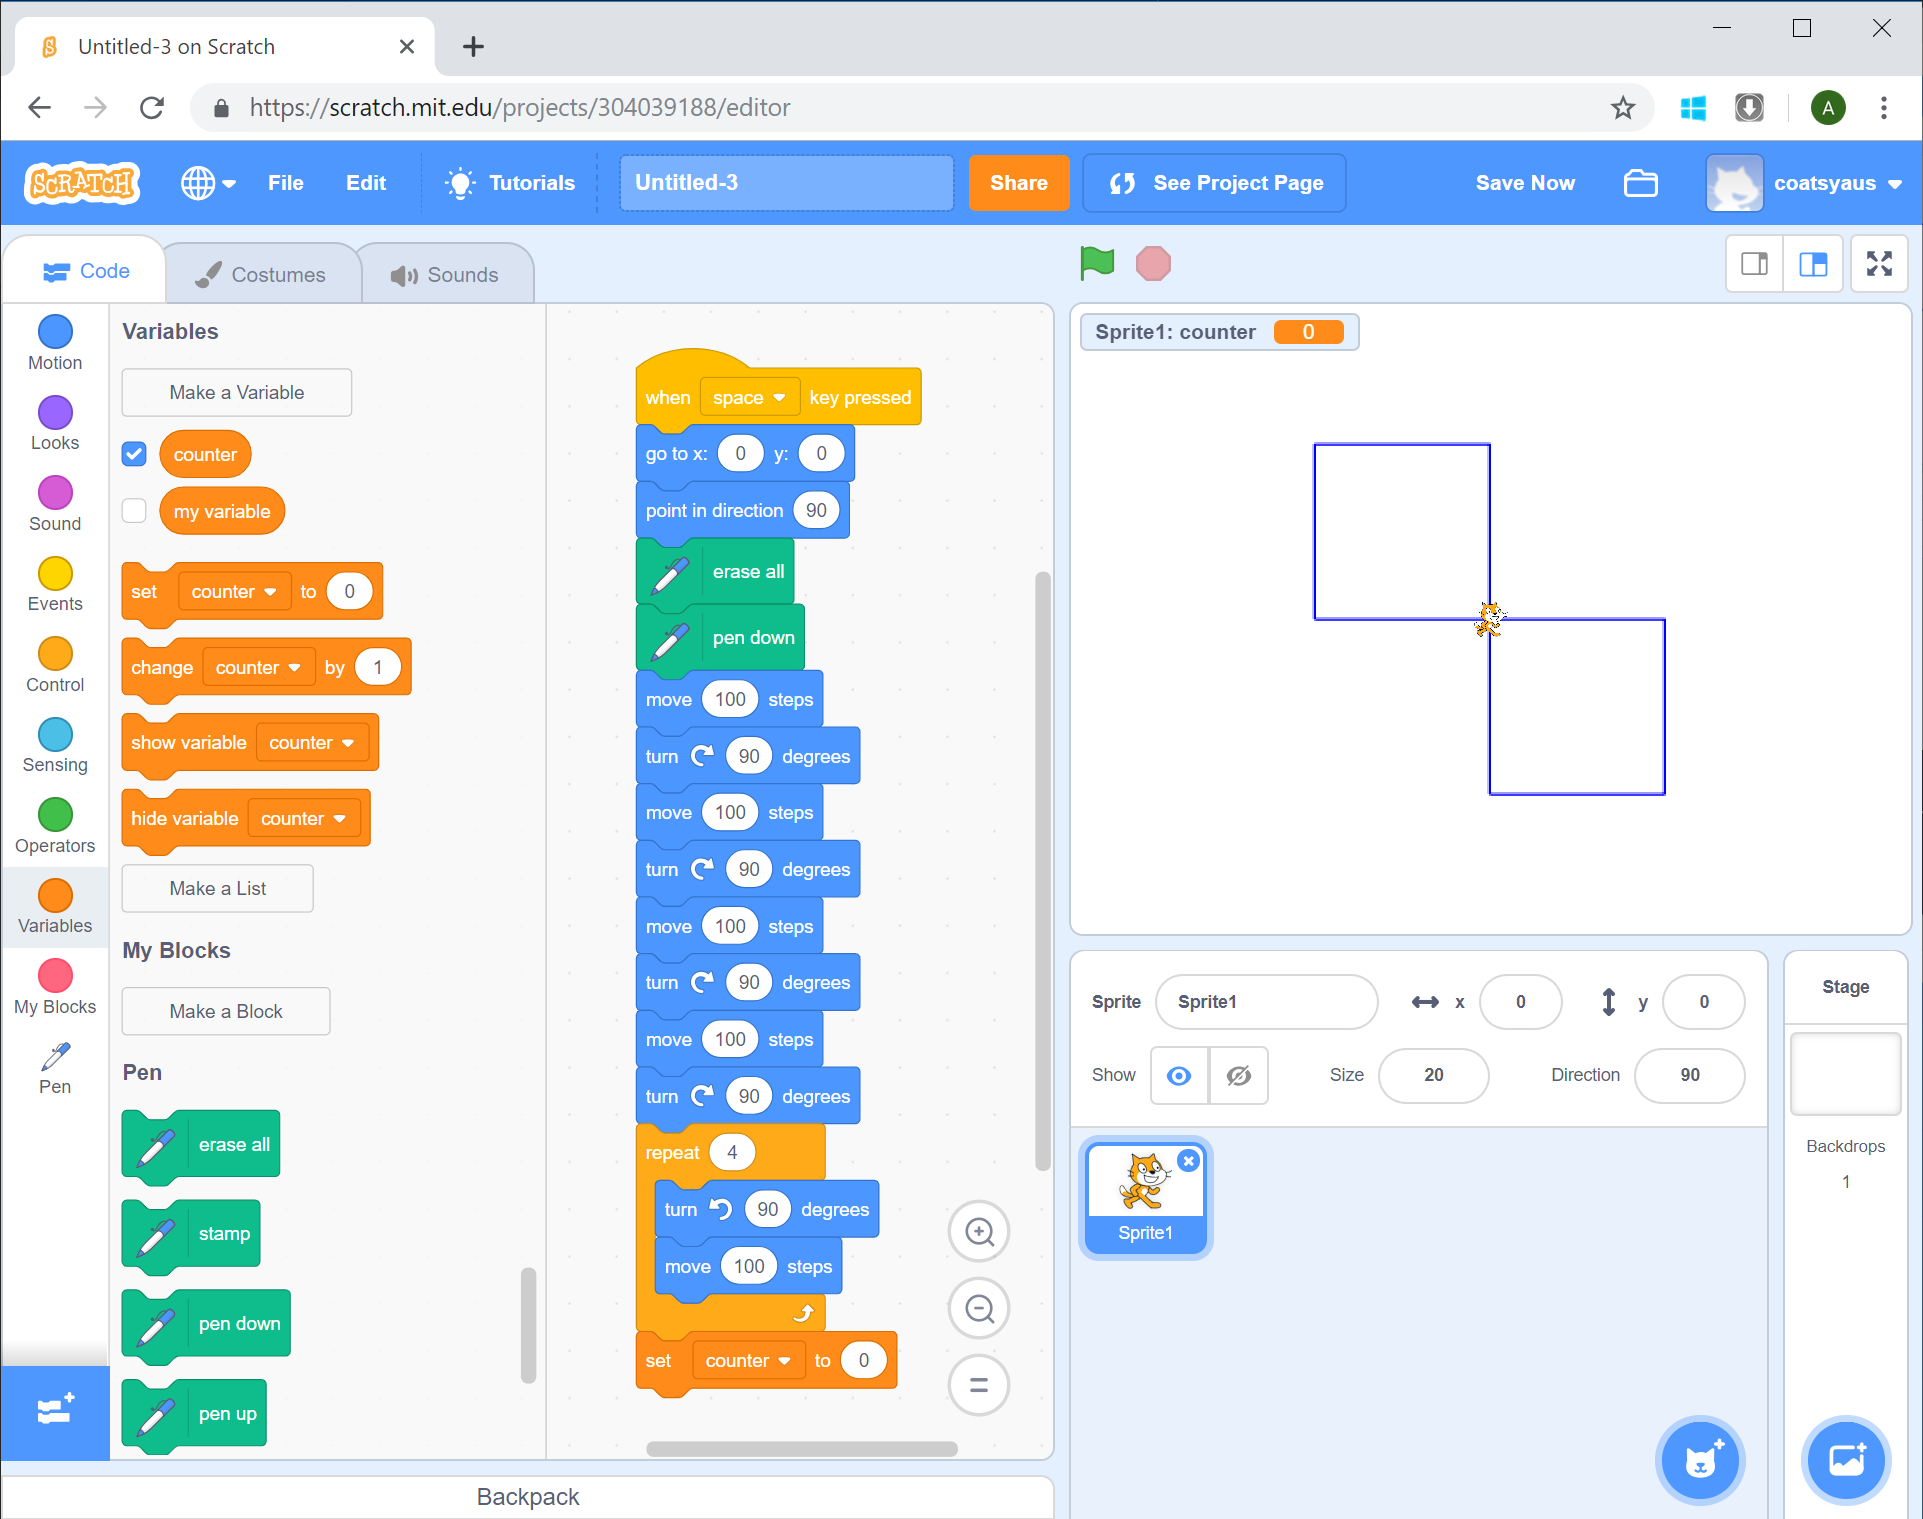 Untitled-3 on Scratch
https://scratch.mit.edu/projects/304039188/editor
A
SCRATCH
File
Edit
Tutorials
Untitled-3
Share
See Project Page
Save Now
coatsyaus
Code
Costumes
Sounds
Motion
Looks
Sound
Events
Control
Sensing
Operators
Variables
My Blocks
Pen
Variables
Make a Variable
counter
my variable
set counter to 0
change counter by 1
show variable counter
hide variable counter
Make a List
My Blocks
Make a Block
Pen
erase all
stamp
pen down
pen up
when space key pressed
go to x: 0 y: 0
point in direction 90
erase all
pen down
move 100 steps
turn 90 degrees
move 100 steps
turn 90 degrees
move 100 steps
turn 90 degrees
move 100 steps
turn 90 degrees
repeat 4
turn 90 degrees
move 100 steps
set counter to 0
Backpack
Sprite1: counter 0
Sprite Sprite1 x 0 y 0
Show Size 20 Direction 90
Sprite1
Stage
Backdrops
1